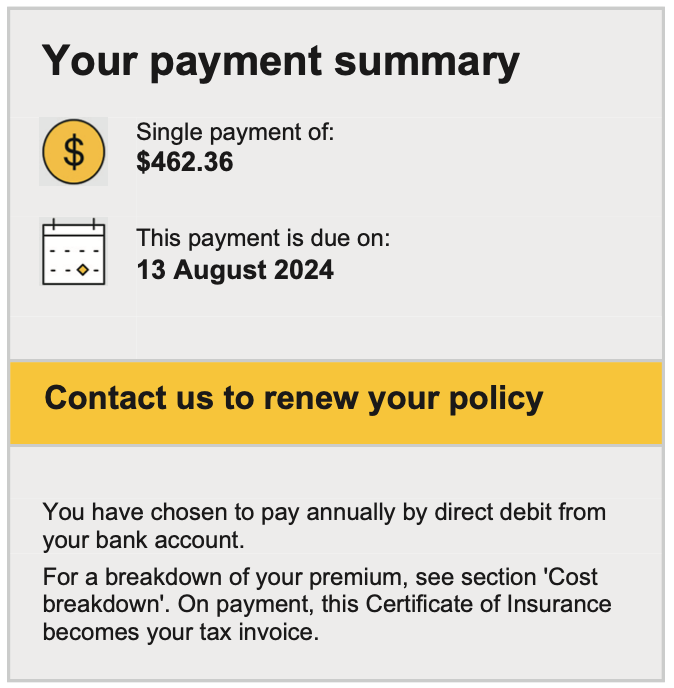 Your payment summary
$
Single payment of:
$462.36
This payment is due on:
13 August 2024
Contact us to renew your policy
You have chosen to pay annually by direct debit from
your bank account.
For a breakdown of your premium, see section 'Cost
breakdown'. On payment, this Certificate of Insurance
becomes your tax invoice.